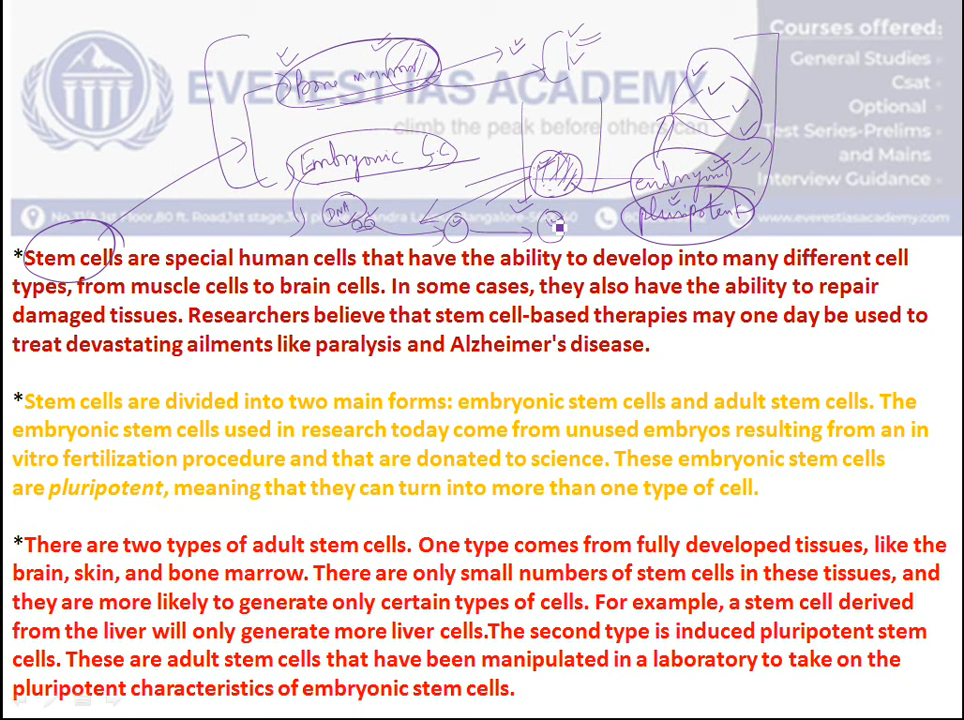 Courses offered:
General Studies
EVEREST IAS ACADEMY
Csat
Optional
climb the peak before others can
Test Series-Prelims
and Mains
Interview Guidance
Bone marrow
Embryonic S.C
embryonic
DNA
pluripotent
www.everestiasacademy.com
*Stem cells are special human cells that have the ability to develop into many different cell
types, from muscle cells to brain cells. In some cases, they also have the ability to repair
damaged tissues. Researchers believe that stem cell-based therapies may one day be used to
treat devastating ailments like paralysis and Alzheimer's disease.
*Stem cells are divided into two main forms: embryonic stem cells and adult stem cells. The
embryonic stem cells used in research today come from unused embryos resulting from an in
vitro fertilization procedure and that are donated to science. These embryonic stem cells
are pluripotent, meaning that they can turn into more than one type of cell.
*There are two types of adult stem cells. One type comes from fully developed tissues, like the
brain, skin, and bone marrow. There are only small numbers of stem cells in these tissues, and
they are more likely to generate only certain types of cells. For example, a stem cell derived
from the liver will only generate more liver cells.The second type is induced pluripotent stem
cells. These are adult stem cells that have been manipulated in a laboratory to take on the
pluripotent characteristics of embryonic stem cells.